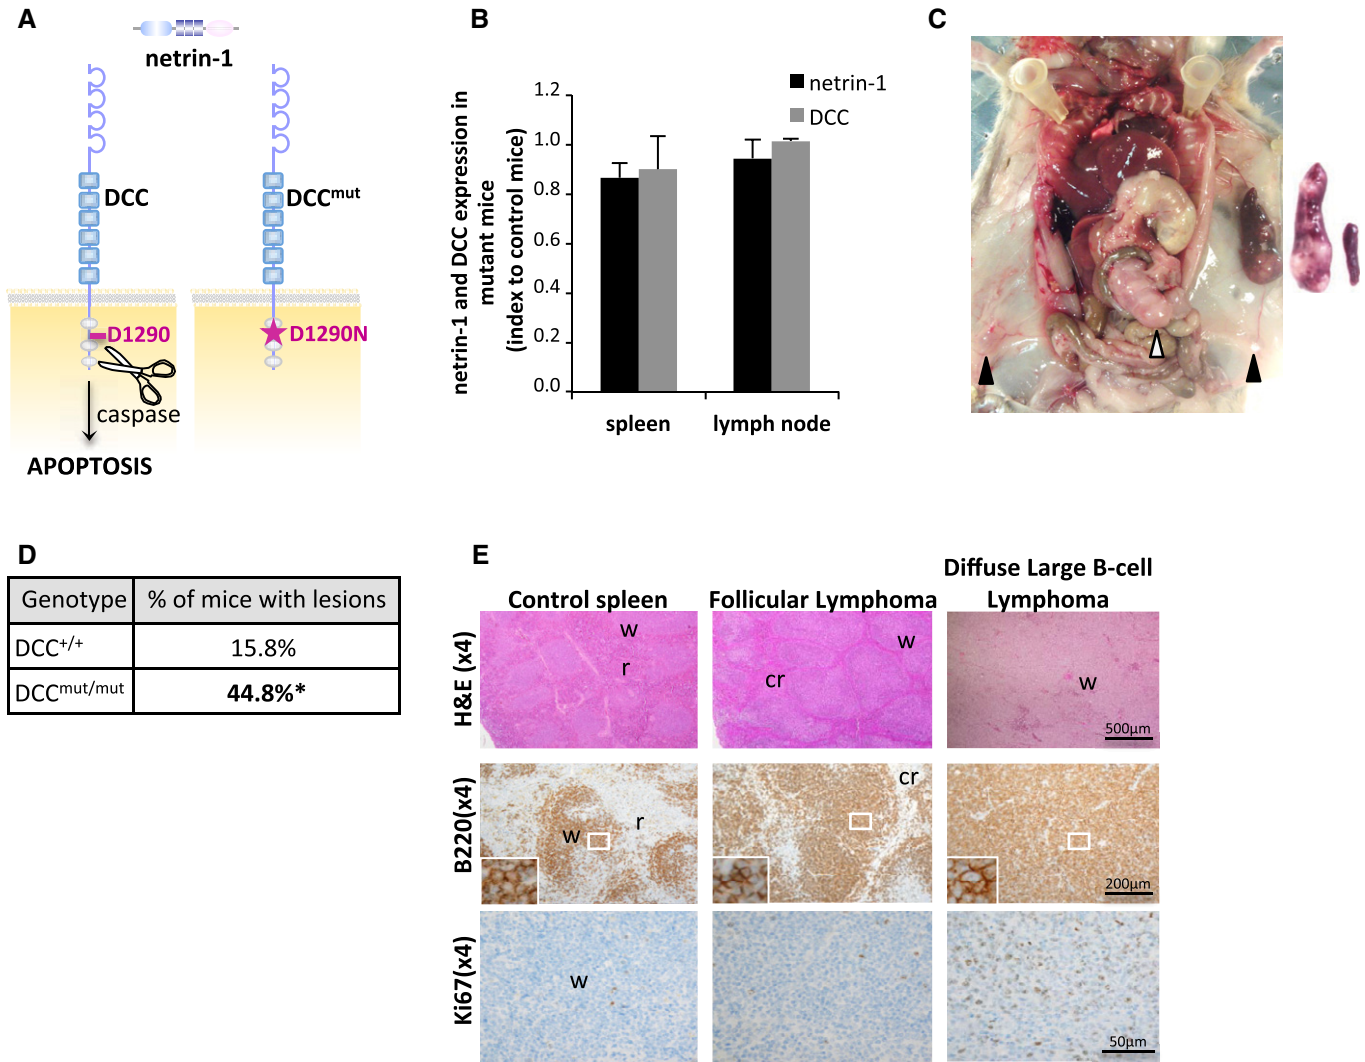 A
netrin-1
DCC
DCCmut
D1290
D1290N
caspase
APOPTOSIS
B
netrin-1 and DCC expression in
mutant mice
(index to control mice)
1.2
1.0
0.8
0.6
0.4
0.2
0.0
netrin-1
DCC
spleen
lymph node
C
D
Genotype % of mice with lesions
DCC+/+ 15.8%
DCCmut/mut 44.8%*
E
Control spleen
Follicular Lymphoma
Diffuse Large B-cell
Lymphoma
H&E (x4)
w
r
w
cr
w
500µm
B220(x4)
w
r
cr
200µm
Ki67(x4)
w
50µm